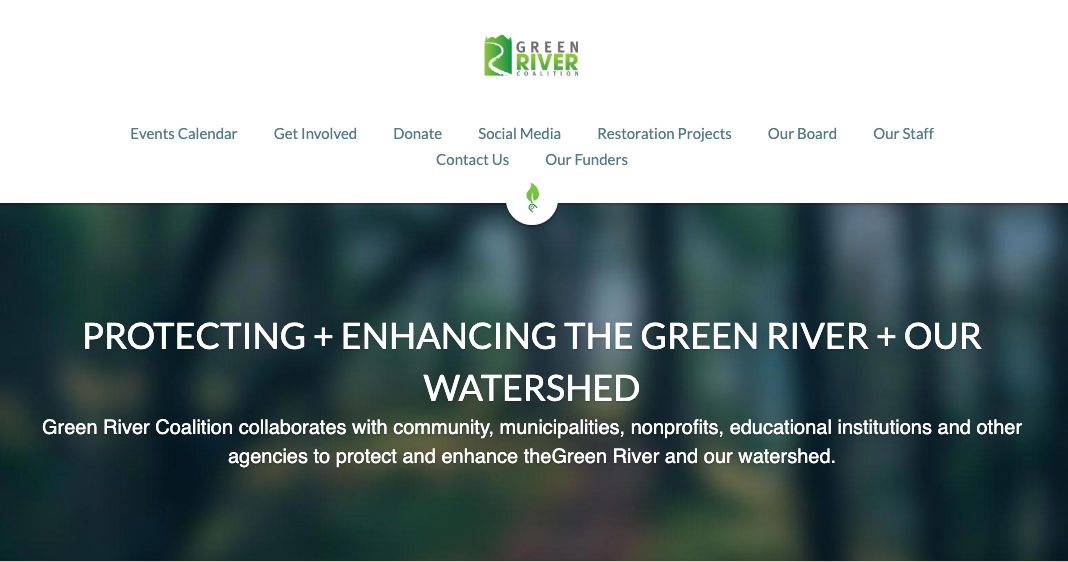 GREEN
RIVER
COALITION
Events Calendar Get Involved Donate Social Media Restoration Projects Our Board Our Staff
Contact Us Our Funders
PROTECTING + ENHANCING THE GREEN RIVER + OUR
WATERSHED
Green River Coalition collaborates with community, municipalities, nonprofits, educational institutions and other
agencies to protect and enhance theGreen River and our watershed.